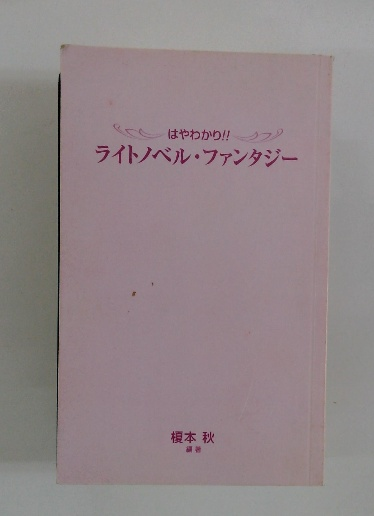 はやわかり!!
ライトノベル・ファンタジー
榎本 秋
編著